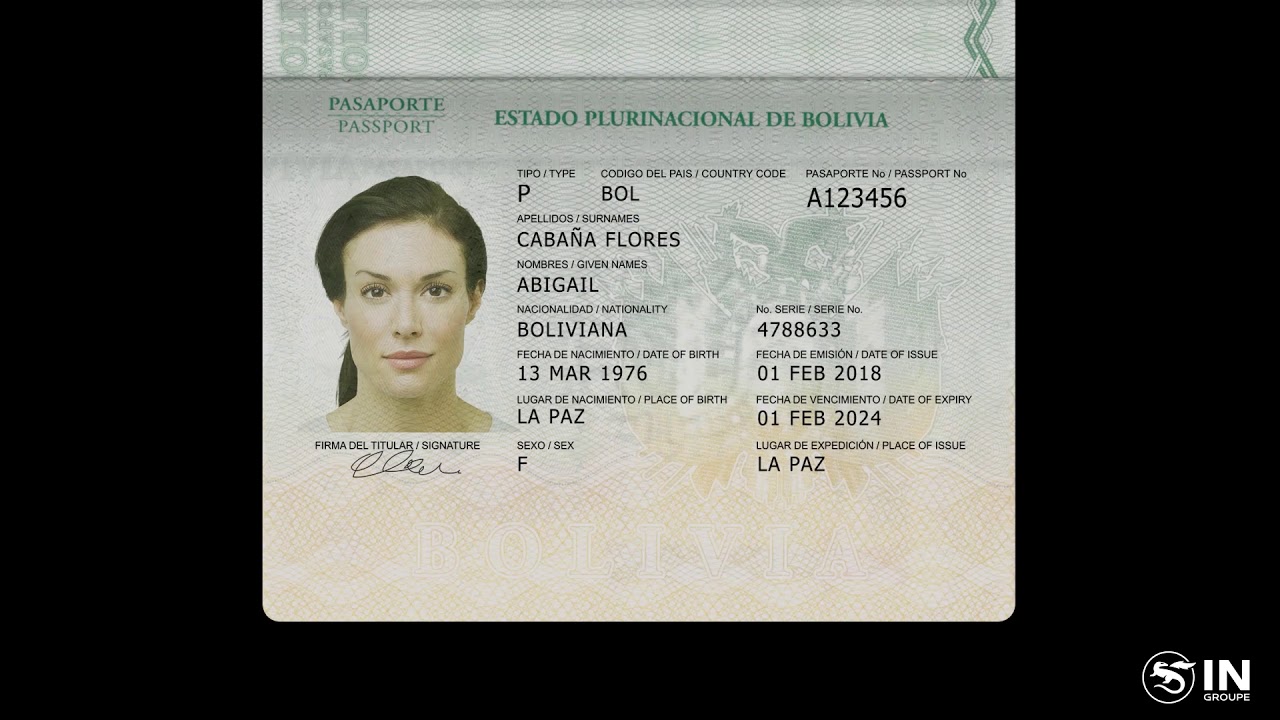 PASAPORTE
PASSPORT
ESTADO PLURINACIONAL DE BOLIVIA
TIPO / TYPE CODIGO DEL PAIS / COUNTRY CODE PASAPORTE No / PASSPORT No
P BOL A123456
APELLIDOS / SURNAMES
CABAÑA FLORES
NOMBRES / GIVEN NAMES
ABIGAIL
NACIONALIDAD / NATIONALITY No. SERIE / SERIE No.
BOLIVIANA 4788633
FECHA DE NACIMIENTO / DATE OF BIRTH FECHA DE EMISIÓN / DATE OF ISSUE
13 MAR 1976 01 FEB 2018
LUGAR DE NACIMIENTO / PLACE OF BIRTH FECHA DE VENCIMIENTO / DATE OF EXPIRY
LA PAZ 01 FEB 2024
FIRMA DEL TITULAR / SIGNATURE SEXO / SEX LUGAR DE EXPEDICIÓN / PLACE OF ISSUE
F LA PAZ
BOLIVIA
IN
GROUPE